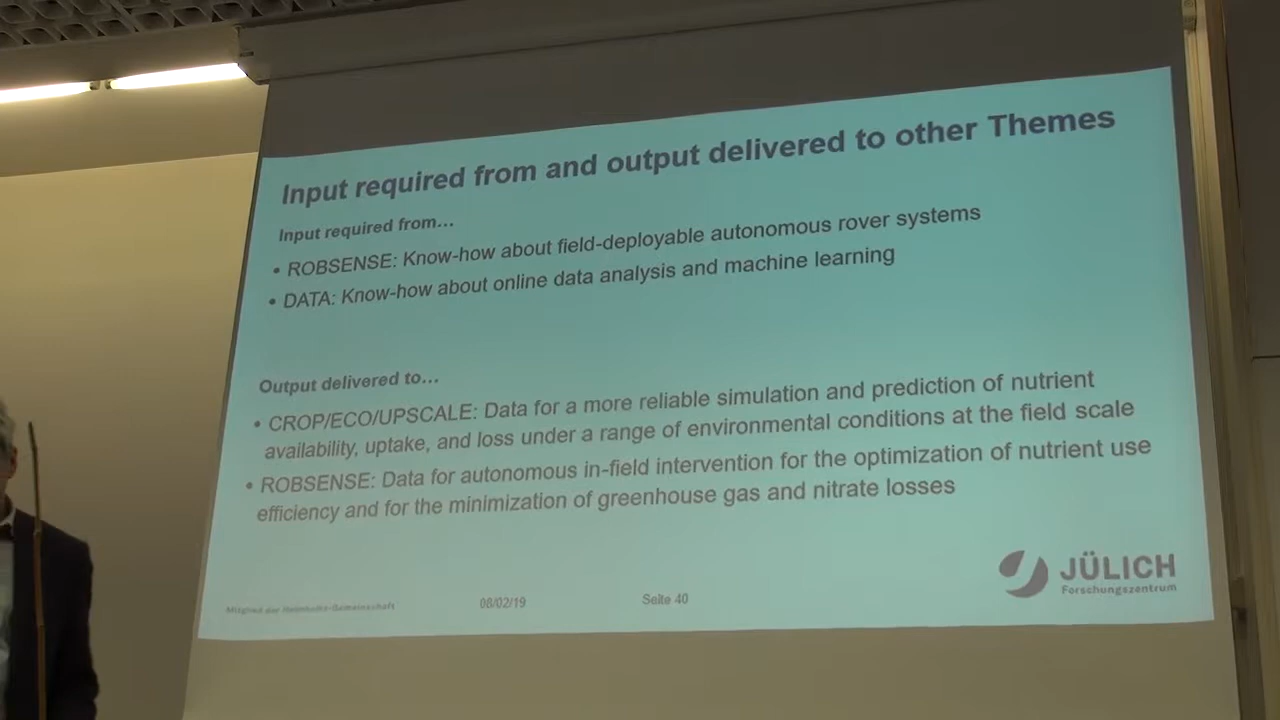 Input required from and output delivered to other Themes
Input required from...
• ROBSENSE: Know-how about field-deployable autonomous rover systems
• DATA: Know-how about online data analysis and machine learning
Output delivered to...
• CROP/ECO/UPSCALE: Data for a more reliable simulation and prediction of nutrient
availability, uptake, and loss under a range of environmental conditions at the field scale
• ROBSENSE: Data for autonomous in-field intervention for the optimization of nutrient use
efficiency and for the minimization of greenhouse gas and nitrate losses
Mitglied der Helmholtz-Gemeinschaft
08/02/19
Seite 40
JÜLICH
Forschungszentrum